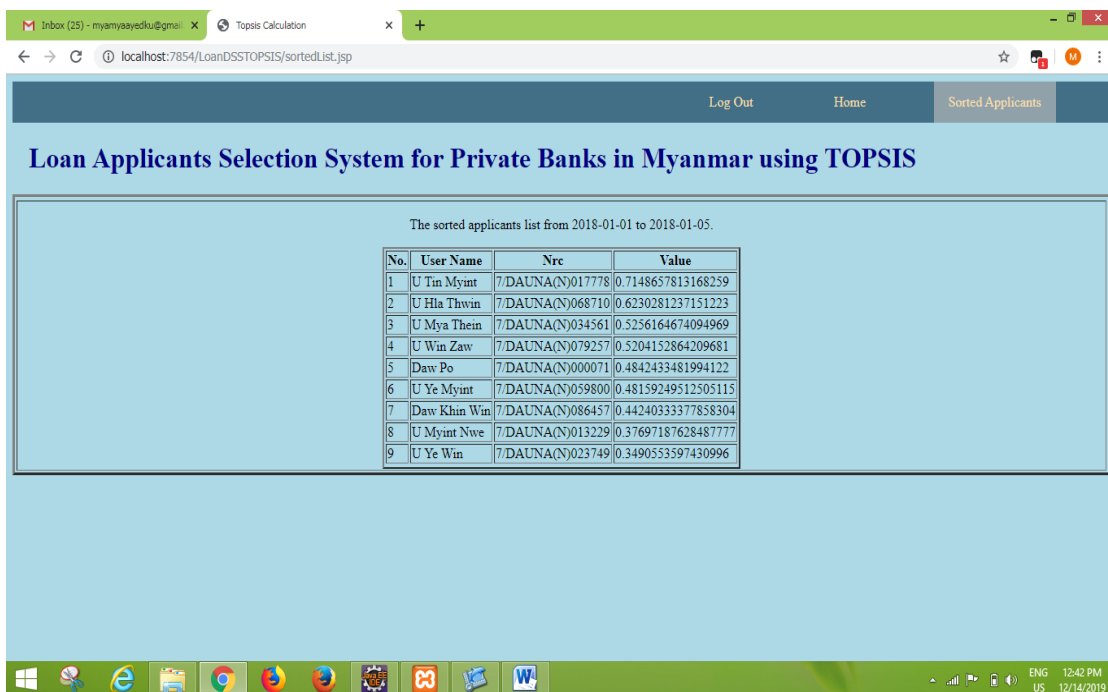 Inbox (25) - myamyaayedku@gmai
Topsis Calculation
localhost:7854/LoanDSSTOPSIS/sortedList.jsp
1
M
Log Out Home Sorted Applicants
Loan Applicants Selection System for Private Banks in Myanmar using TOPSIS
The sorted applicants list from 2018-01-01 to 2018-01-05.
No. User Name Nrc Value
1 U Tin Myint 7/DAUNA(N)017778 0.7148657813168259
2 U Hla Thwin 7/DAUNA(N)068710 0.6230281237151223
3 U Mya Thein 7/DAUNA(N)034561 0.5256164674094969
4 U Win Zaw 7/DAUNA(N)079257 0.5204152864209681
5 Daw Po 7/DAUNA(N)000071 0.4842433481994122
6 U Ye Myint 7/DAUNA(N)059800 0.48159249512505115
7 Daw Khin Win 7/DAUNA(N)086457 0.44240333377858304
8 U Myint Nwe 7/DAUNA(N)013229 0.37697187628487777
9 U Ye Win 7/DAUNA(N)023749 0.3490553597430996
Java EE
IDE
ENG 12:42 PM
US 12/14/2019